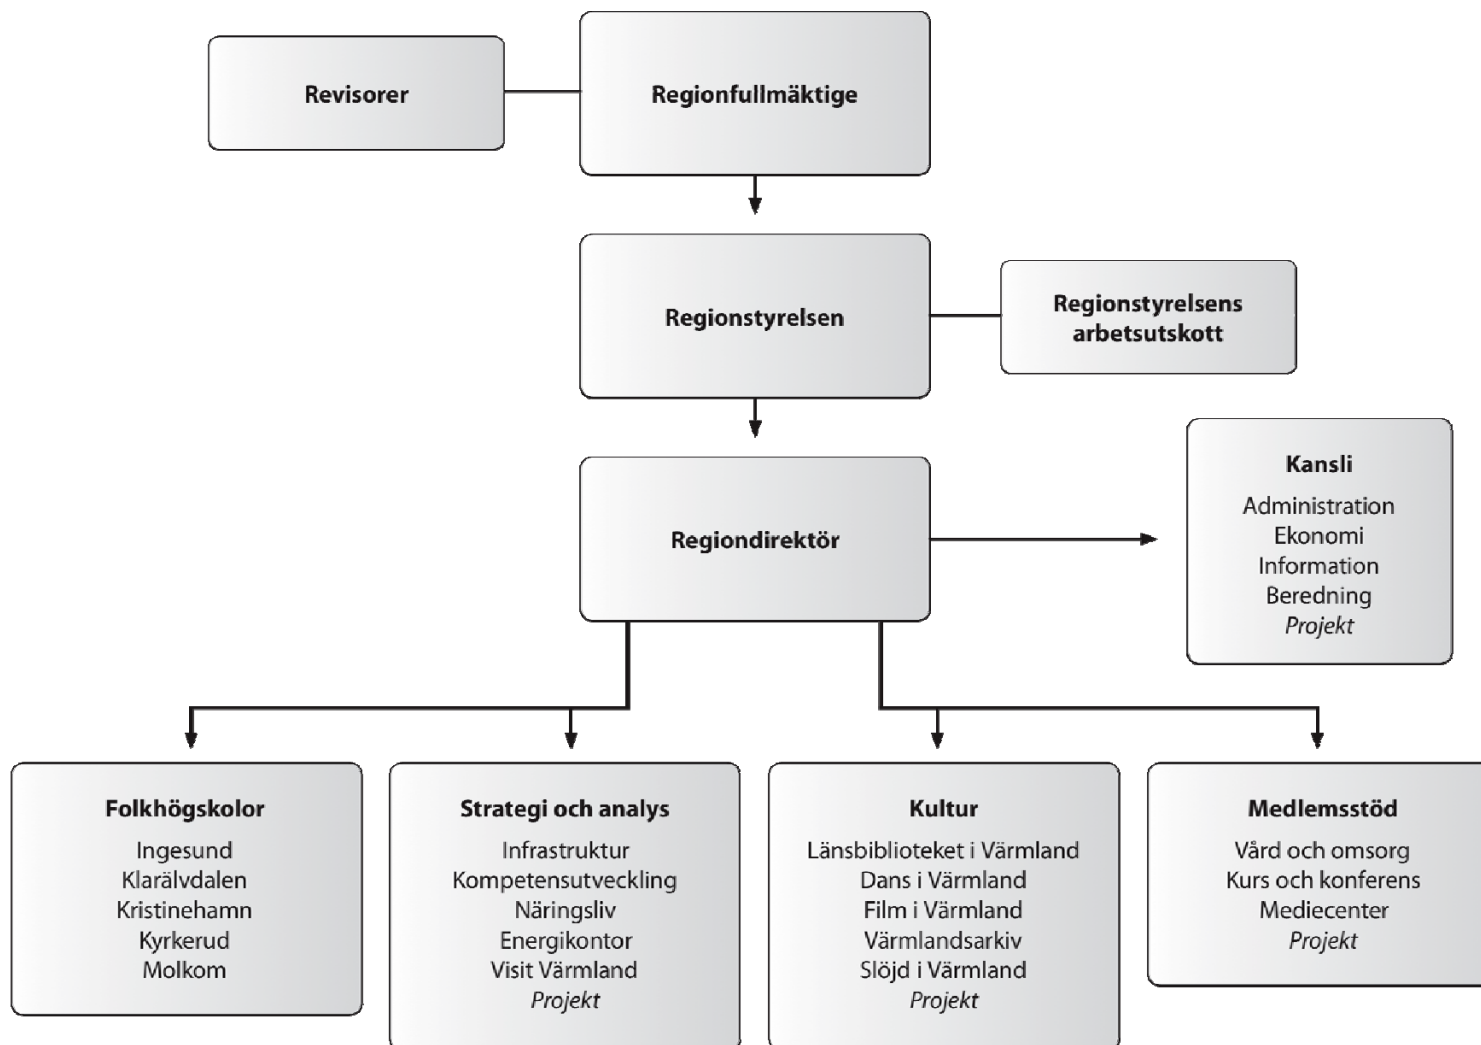 Revisorer
Regionfullmäktige
Regionstyrelsen
Regionstyrelsens
arbetsutskott
Regiondirektör
Kansli
Administration
Ekonomi
Information
Beredning
Projekt
Folkhögskolor
Ingesund
Klarälvdalen
Kristinehamn
Kyrkerud
Molkom
Strategi och analys
Infrastruktur
Kompetensutveckling
Näringsliv
Energikontor
Visit Värmland
Projekt
Kultur
Länsbiblioteket i Värmland
Dans i Värmland
Film i Värmland
Värmlandsarkiv
Slöjd i Värmland
Projekt
Medlemsstöd
Vård och omsorg
Kurs och konferens
Mediecenter
Projekt